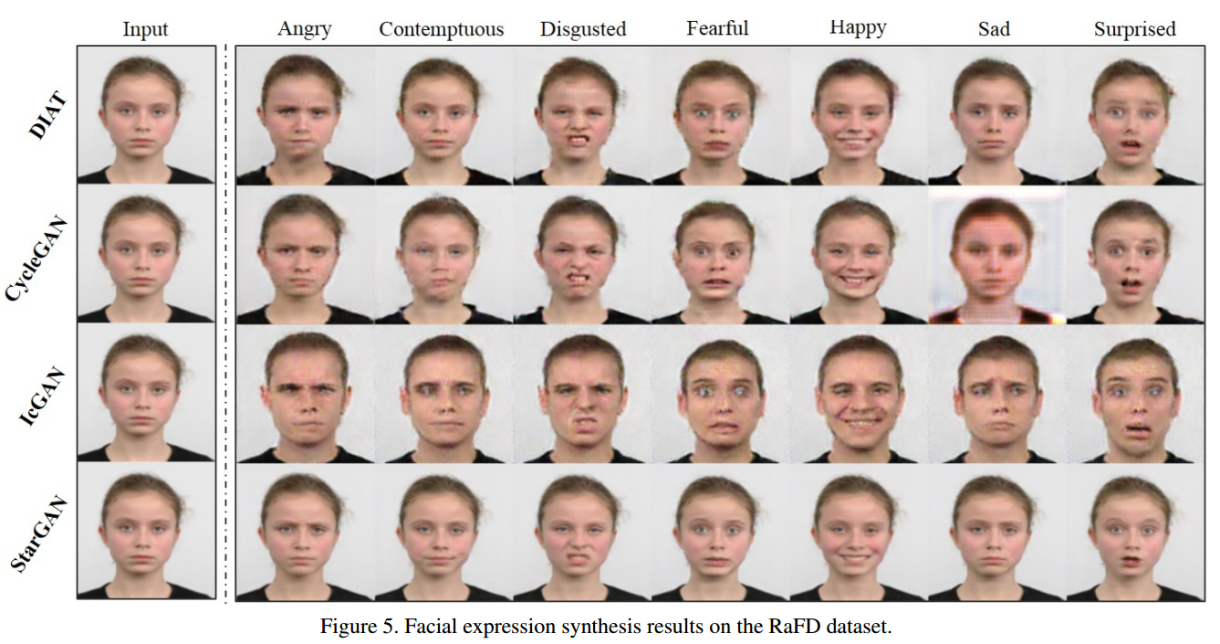 Input Angry Contemptuous Disgusted Fearful Happy Sad Surprised
DIAT
CycleGAN
IcGAN
StarGAN
Figure 5. Facial expression synthesis results on the RaFD dataset.